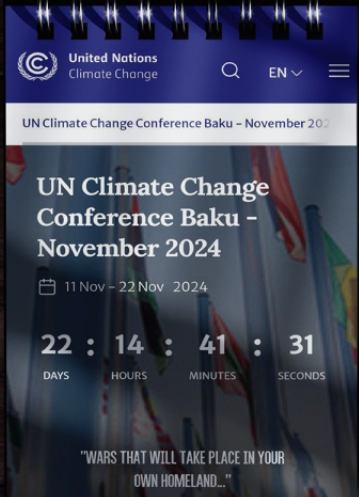 United Nations
Climate Change
EN
UN Climate Change Conference Baku - November 202
UN Climate Change
Conference Baku -
November 2024
11 Nov - 22 Nov 2024
22 : 14 : 41 : 31
DAYS HOURS MINUTES SECONDS
"WARS THAT WILL TAKE PLACE IN YOUR
OWN HOMELAND..."